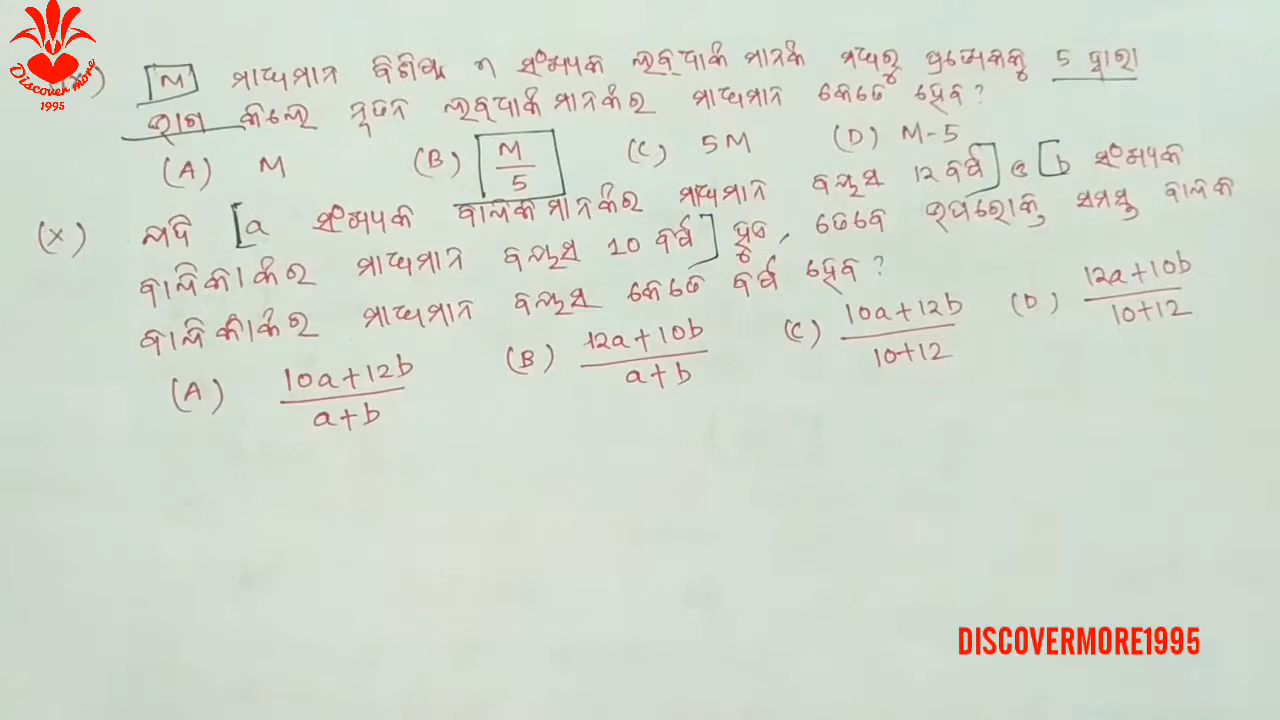 Discover more
1995
x) M ମାଧ୍ୟମାନ ବିଶିଷ୍ଟ n ସଂଖ୍ୟକ ଲବ୍ଧାଙ୍କ ମାନଙ୍କ ମଧ୍ୟରୁ ପ୍ରତ୍ୟେକକୁ 5 ଦ୍ୱାରା
ଭାଗ କଲେ ନୂତନ ଲବ୍ଧାଙ୍କ ମାନଙ୍କର ମାଧ୍ୟମାନ କେତେ ହେବ ?
(A) M (B) M/5 (C) 5M (D) M-5
(x) ଯଦି [a ସଂଖ୍ୟକ ବାଳକ ମାନଙ୍କର ମାଧ୍ୟମାନ ବୟସ 12 ବର୍ଷ] ଓ [b ସଂଖ୍ୟକ
ବାଳିକାଙ୍କର ମାଧ୍ୟମାନ ବୟସ 10 ବର୍ଷ] ହୁଏ, ତେବେ ଉପରୋକ୍ତ ସମସ୍ତ ବାଳକ
ବାଳିକାଙ୍କର ମାଧ୍ୟମାନ ବୟସ କେତେ ବର୍ଷ ହେବ ?
(A) 10a+12b/a+b (B) 12a+10b/a+b (C) 10a+12b/10+12 (D) 12a+10b/10+12
DISCOVERMORE1995